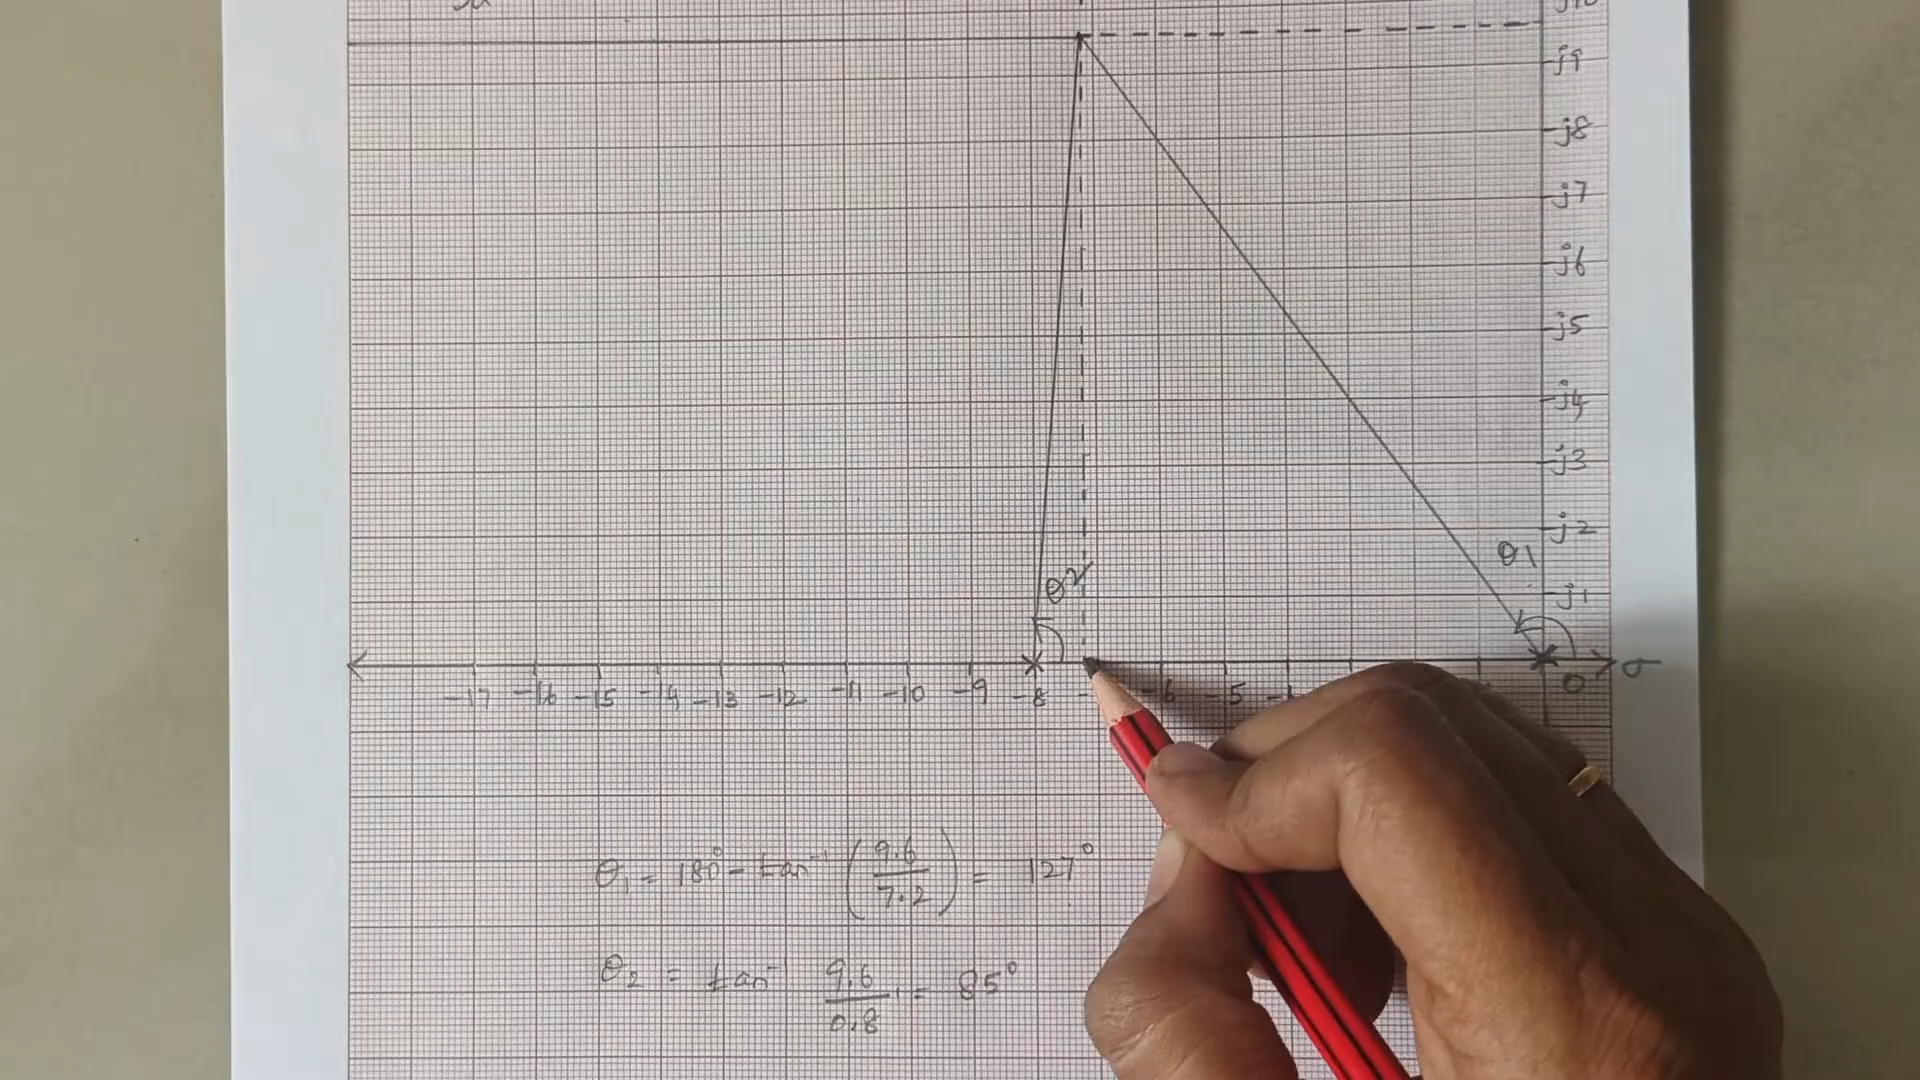 j9
j8
j7
j6
j5
j4
j3
j2
θ1
j1
θ2
σ
-17 -16 -15 -14 -13 -12 -11 -10 -9 -8 -6 -5 0
θ₁ = 180° - tan⁻¹ (9.6/7.2) = 127°
θ₂ = tan⁻¹ 9.6/0.8 = 85°